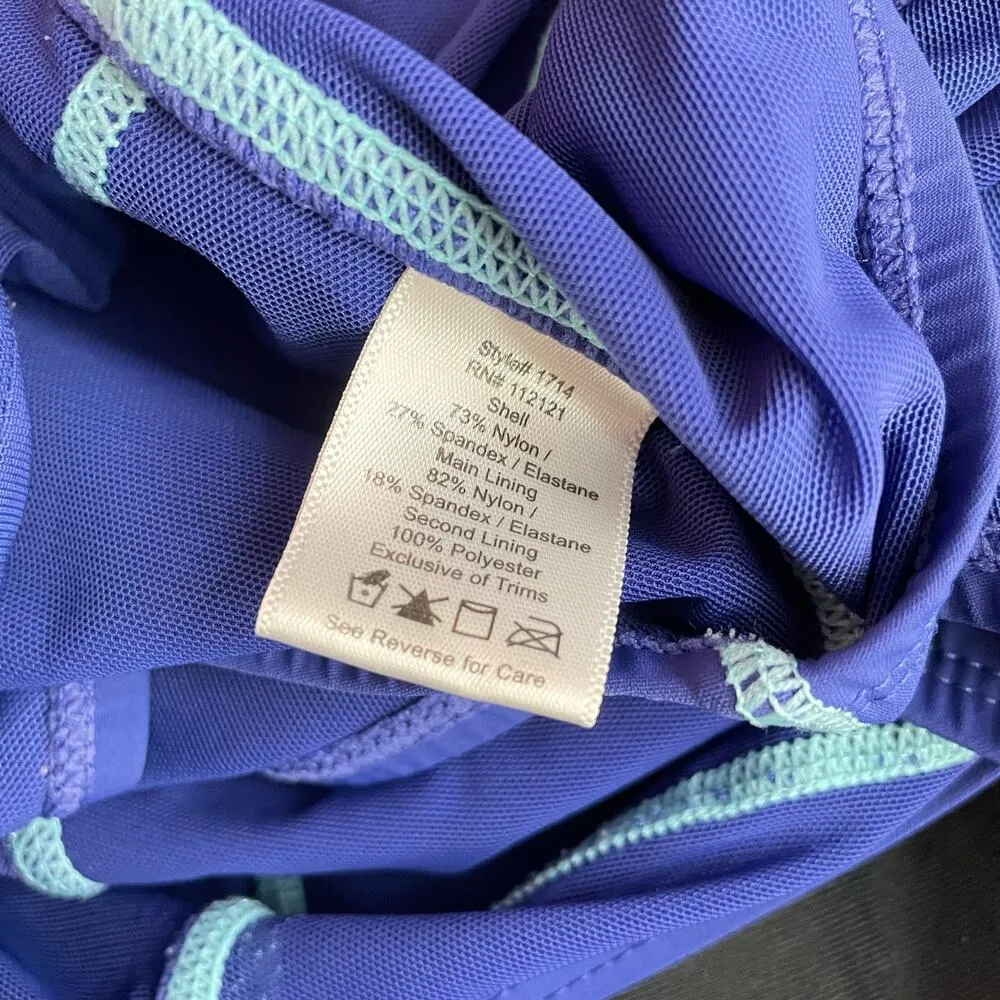 Style# 1714
RN# 112121
Shell
73% Nylon /
27% Spandex / Elastane
Main Lining
82% Nylon /
18% Spandex / Elastane
Second Lining
100% Polyester
Exclusive of Trims
See Reverse for Care